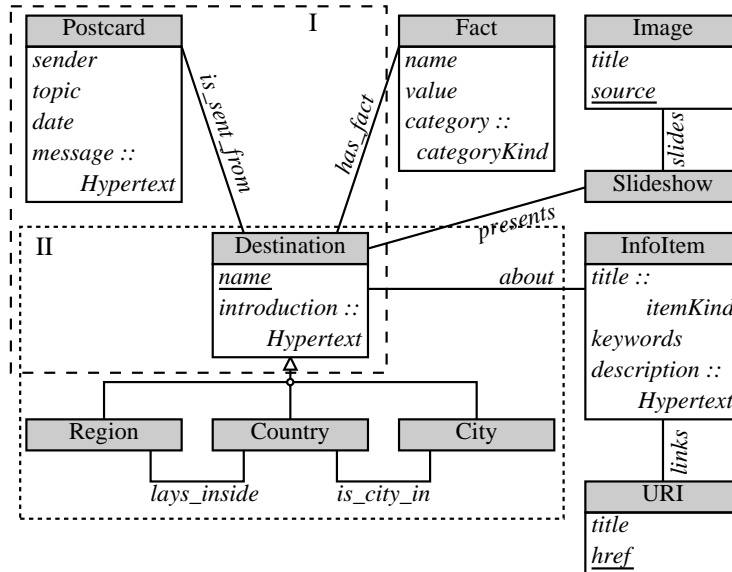 Postcard
sender
topic
date
message ::
Hypertext
I
is_sent_from
has_fact
Fact
name
value
category ::
categoryKind
Image
title
source
slides
Slideshow
presents
II
Destination
name
introduction ::
Hypertext
about
InfoItem
title ::
itemKind
keywords
description ::
Hypertext
Region
Country
City
lays_inside
is_city_in
links
URI
title
href